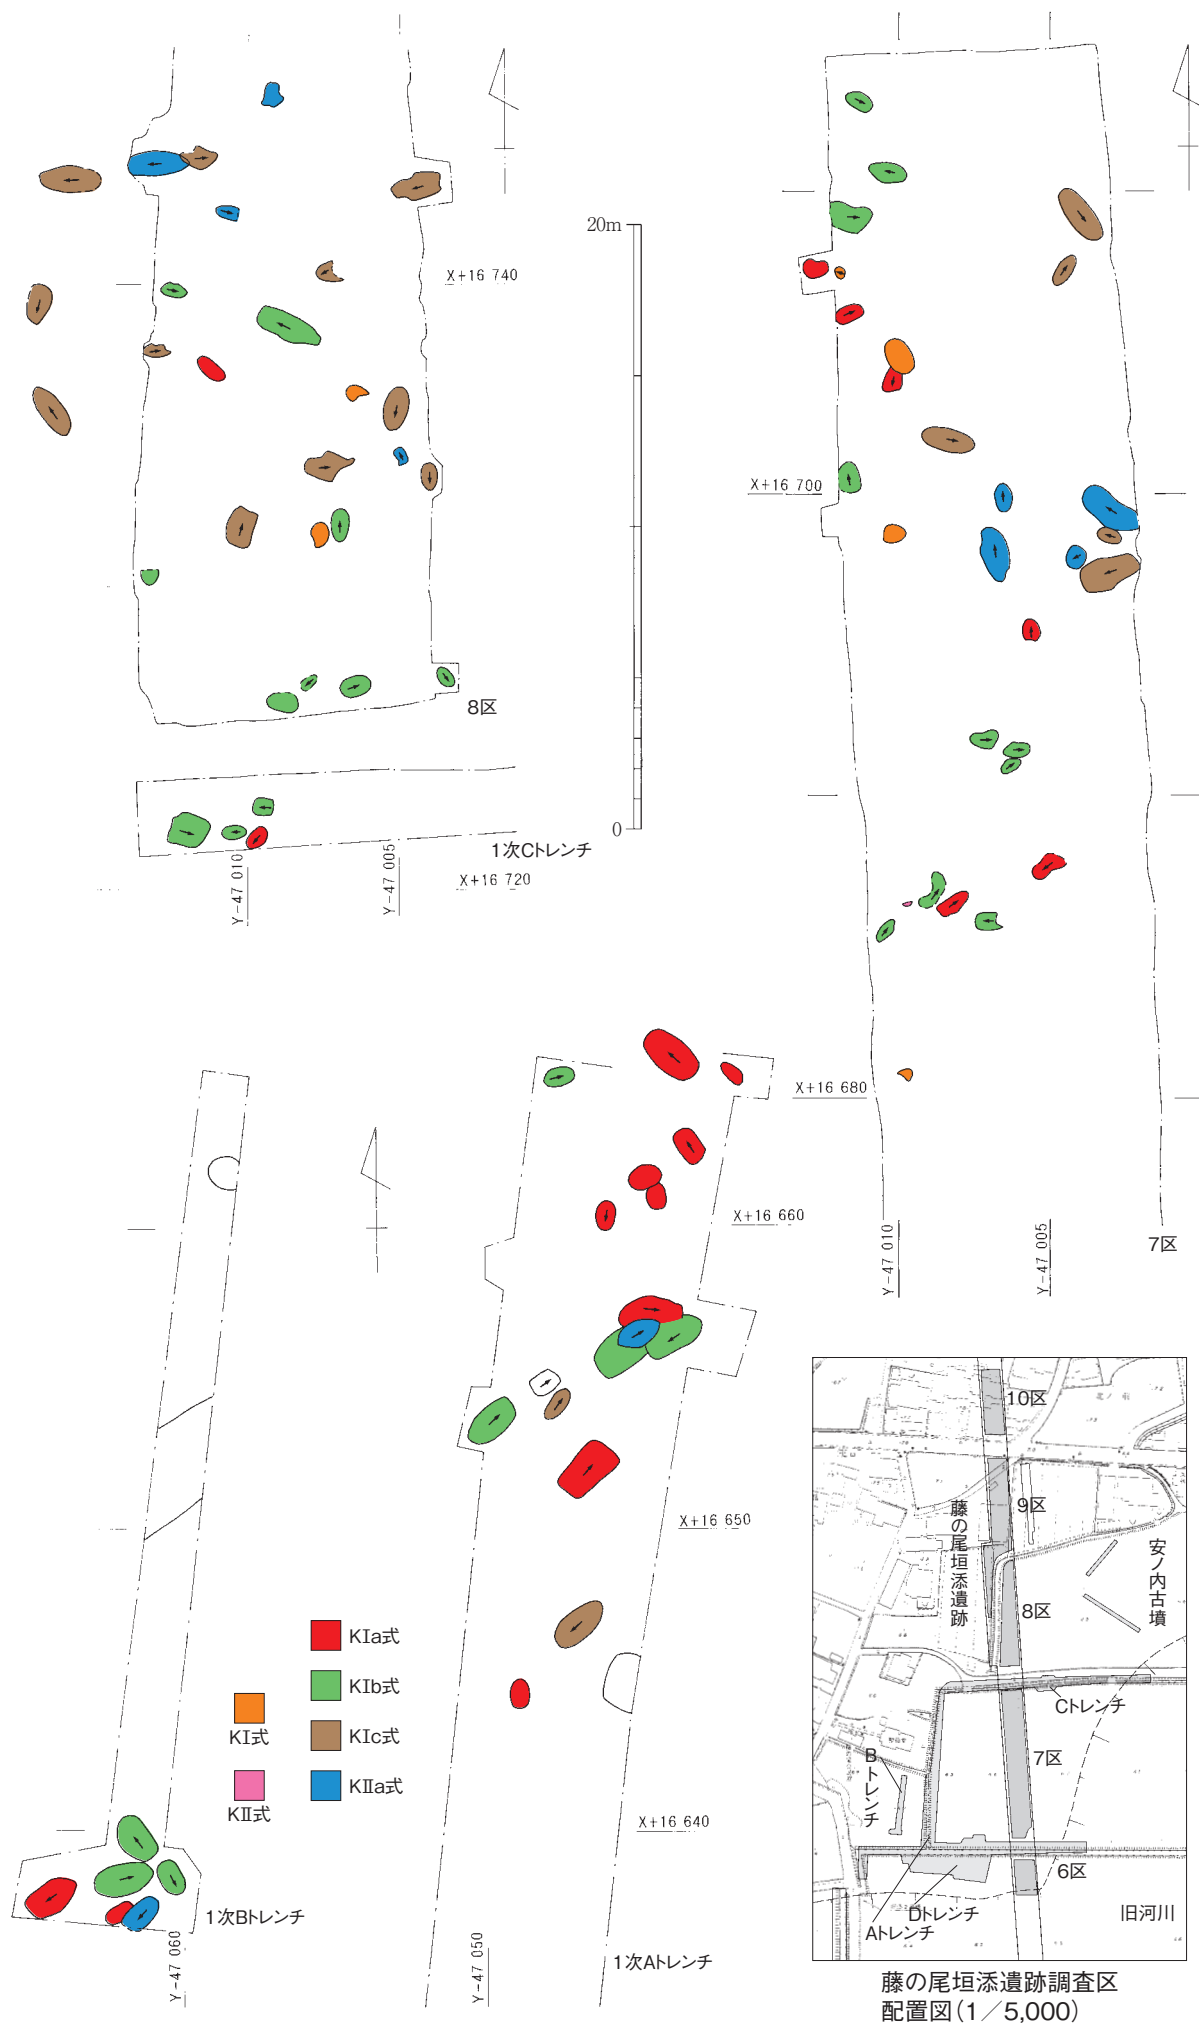 20m
X+16 740
X+16 700
8区
0
1次Cトレンチ
Y-47 010
Y-47 005
X+16 720
X+16 680
X+16 660
Y-47 010
Y-47 005
7区
X+16 650
KIa式
KIb式
KI式
KIc式
KII式
KIIa式
X+16 640
1次Bトレンチ
Y-47 060
Y-47 050
1次Aトレンチ
10区
9区
藤の尾垣添遺跡
安ノ内古墳
8区
Cトレンチ
7区
Bトレンチ
6区
Dトレンチ
Aトレンチ
旧河川
藤の尾垣添遺跡調査区
配置図(1/5,000)